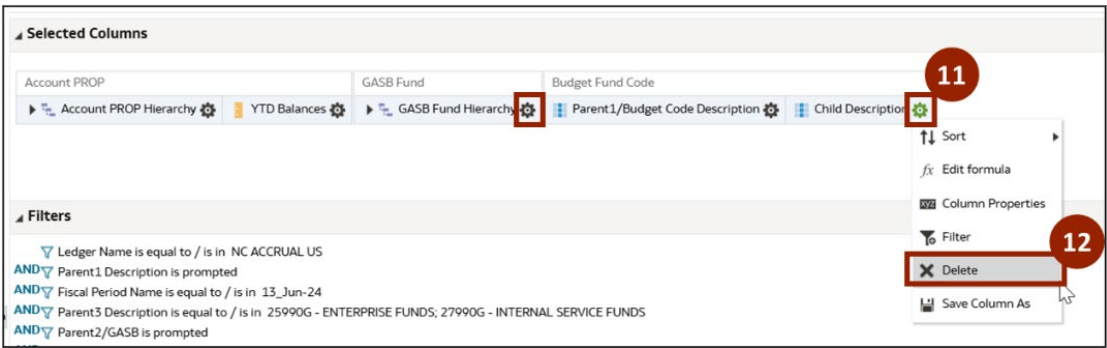 Selected Columns
11
Account PROP GASB Fund Budget Fund Code
Account PROP Hierarchy YTD Balances GASB Fund Hierarchy Parent1/Budget Code Description Child Description
Sort
fx Edit formula
xyz Column Properties
Filters
Filter
12
Ledger Name is equal to / is in NC ACCRUAL US
Delete
AND Parent1 Description is prompted
AND Fiscal Period Name is equal to / is in 13_Jun-24
Save Column As
AND Parent3 Description is equal to / is in 25990G - ENTERPRISE FUNDS; 27990G - INTERNAL SERVICE FUNDS
AND Parent2/GASB is prompted